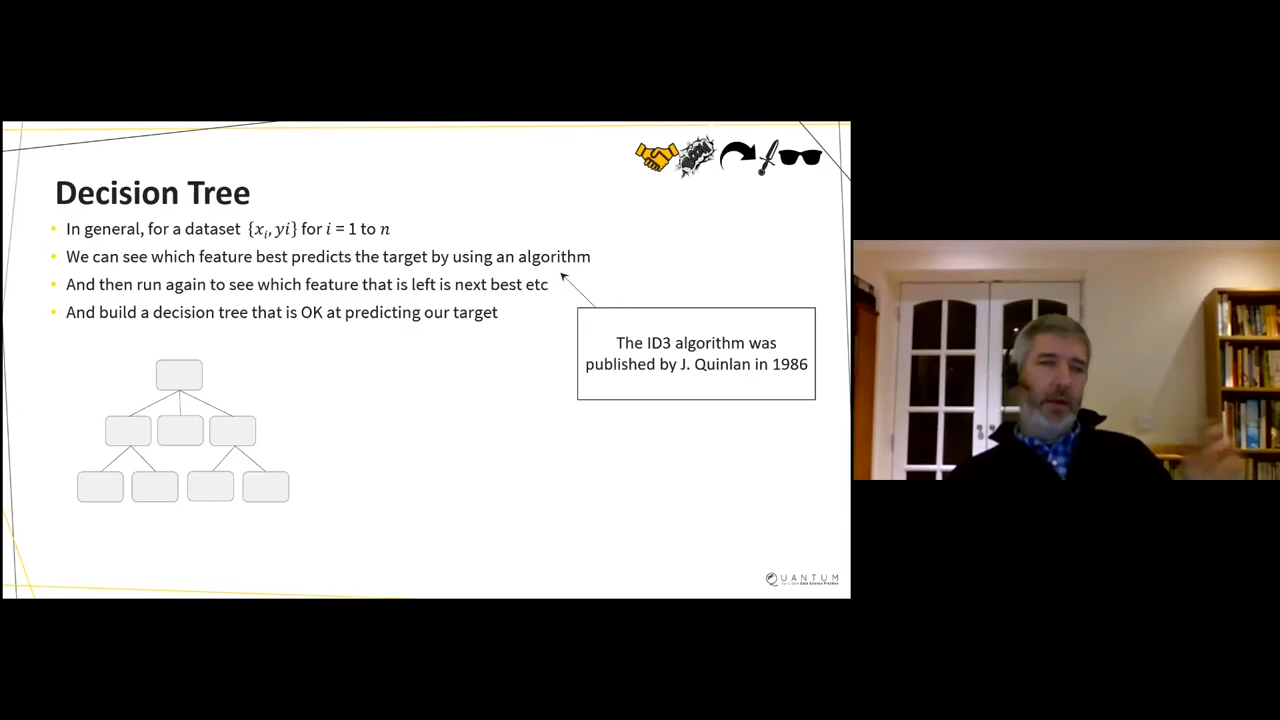 BOOM
Decision Tree
• In general, for a dataset {xᵢ, yi} for i = 1 to n
• We can see which feature best predicts the target by using an algorithm
• And then run again to see which feature that is left is next best etc
• And build a decision tree that is OK at predicting our target
The ID3 algorithm was
published by J. Quinlan in 1986
QUANTUM